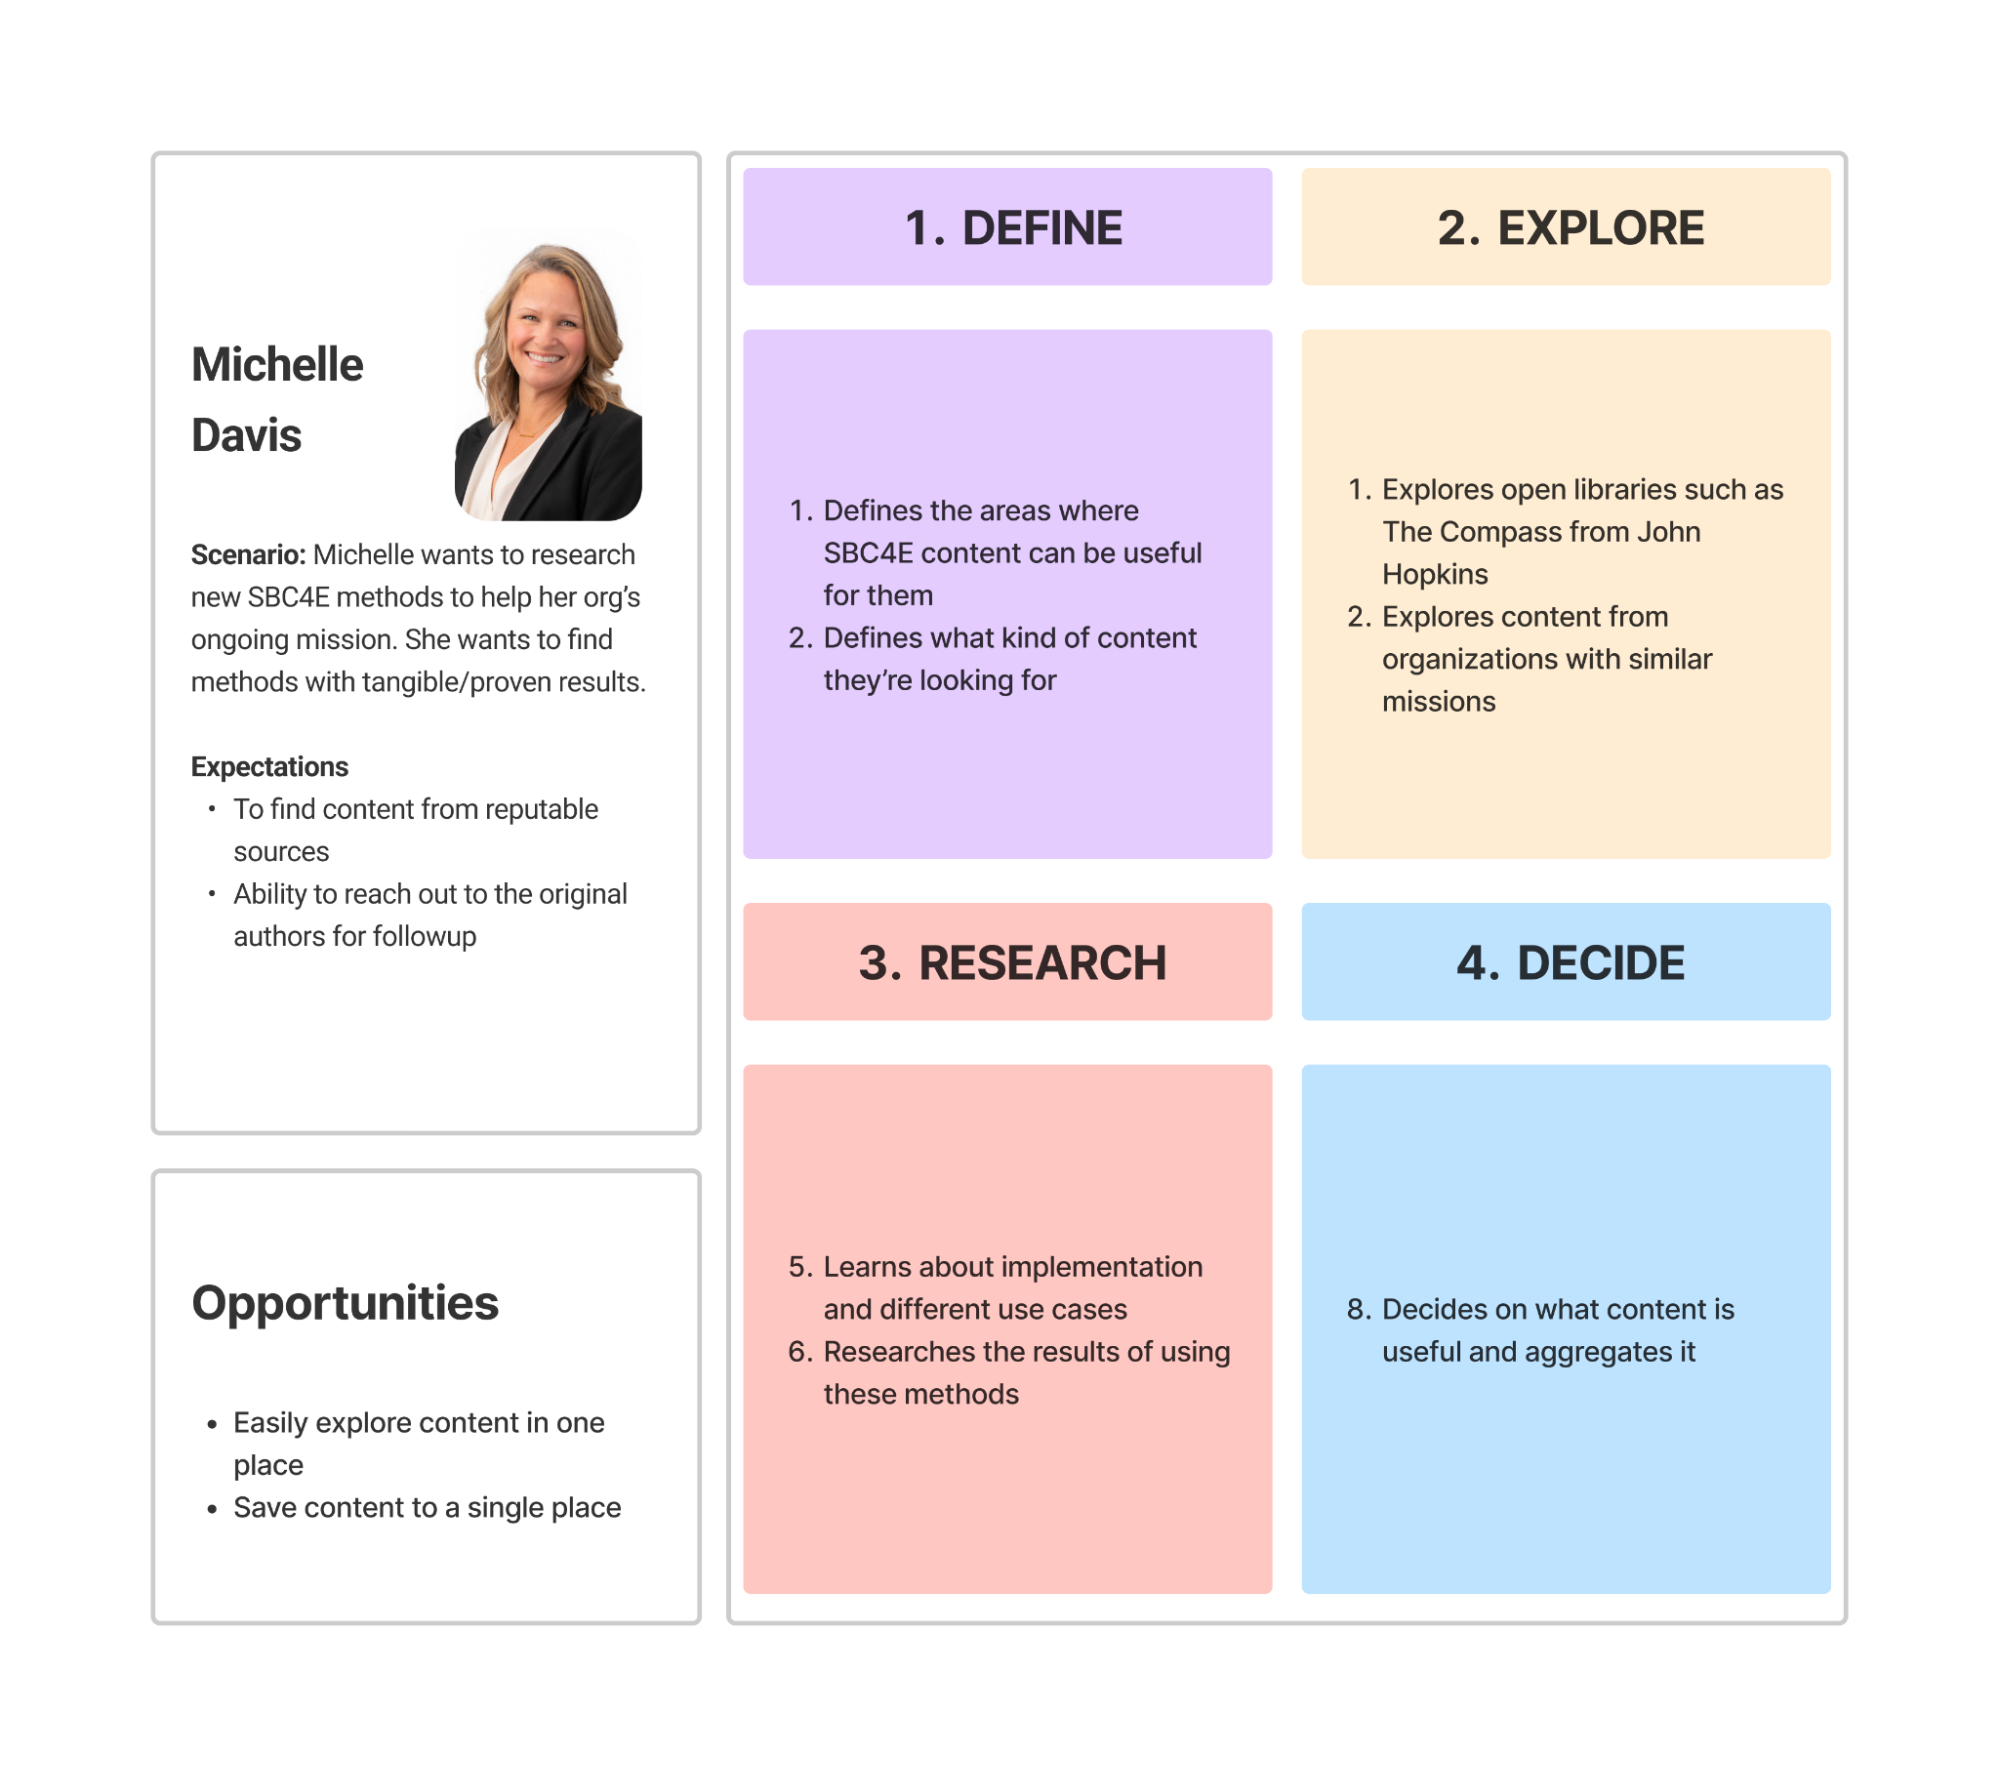 Michelle
Davis
Scenario: Michelle wants to research
new SBC4E methods to help her org’s
ongoing mission. She wants to find
methods with tangible/proven results.
Expectations
• To find content from reputable
sources
• Ability to reach out to the original
authors for followup
Opportunities
• Easily explore content in one
place
• Save content to a single place
1. DEFINE
1. Defines the areas where
SBC4E content can be useful
for them
2. Defines what kind of content
they’re looking for
2. EXPLORE
1. Explores open libraries such as
The Compass from John
Hopkins
2. Explores content from
organizations with similar
missions
3. RESEARCH
5. Learns about implementation
and different use cases
6. Researches the results of using
these methods
4. DECIDE
8. Decides on what content is
useful and aggregates it